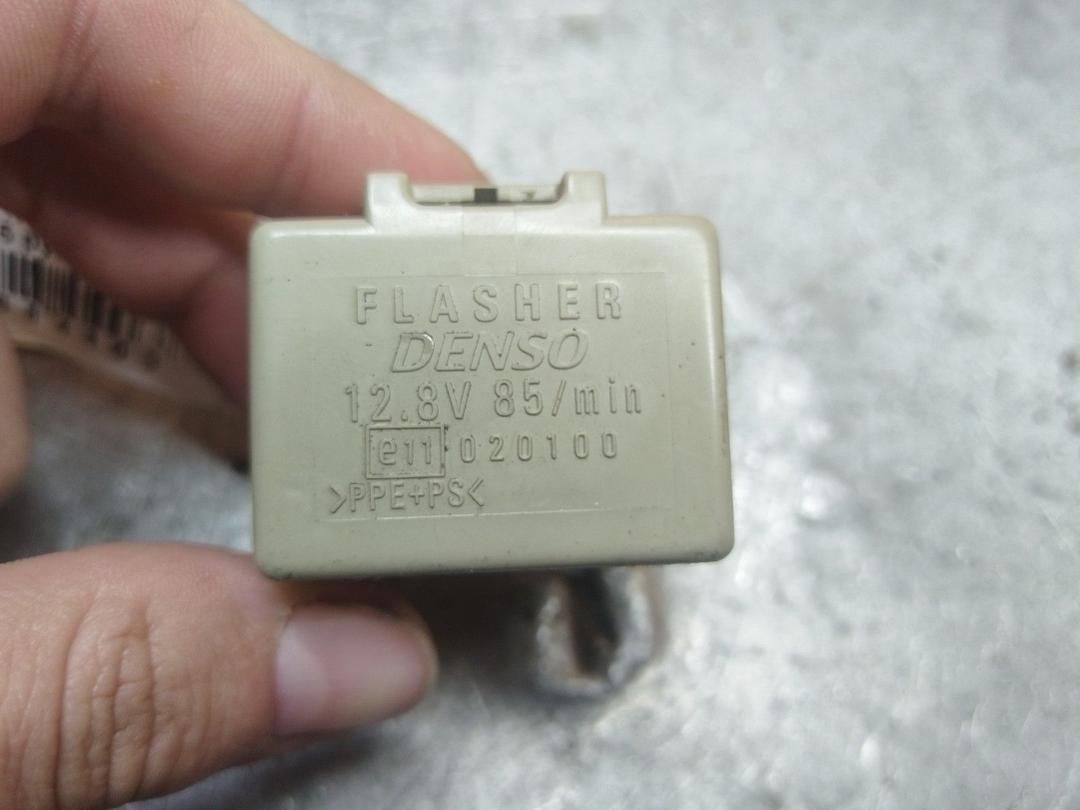 FLASHER
DENSO
12.8V 85/min
e11 020100
>PPE+PS<